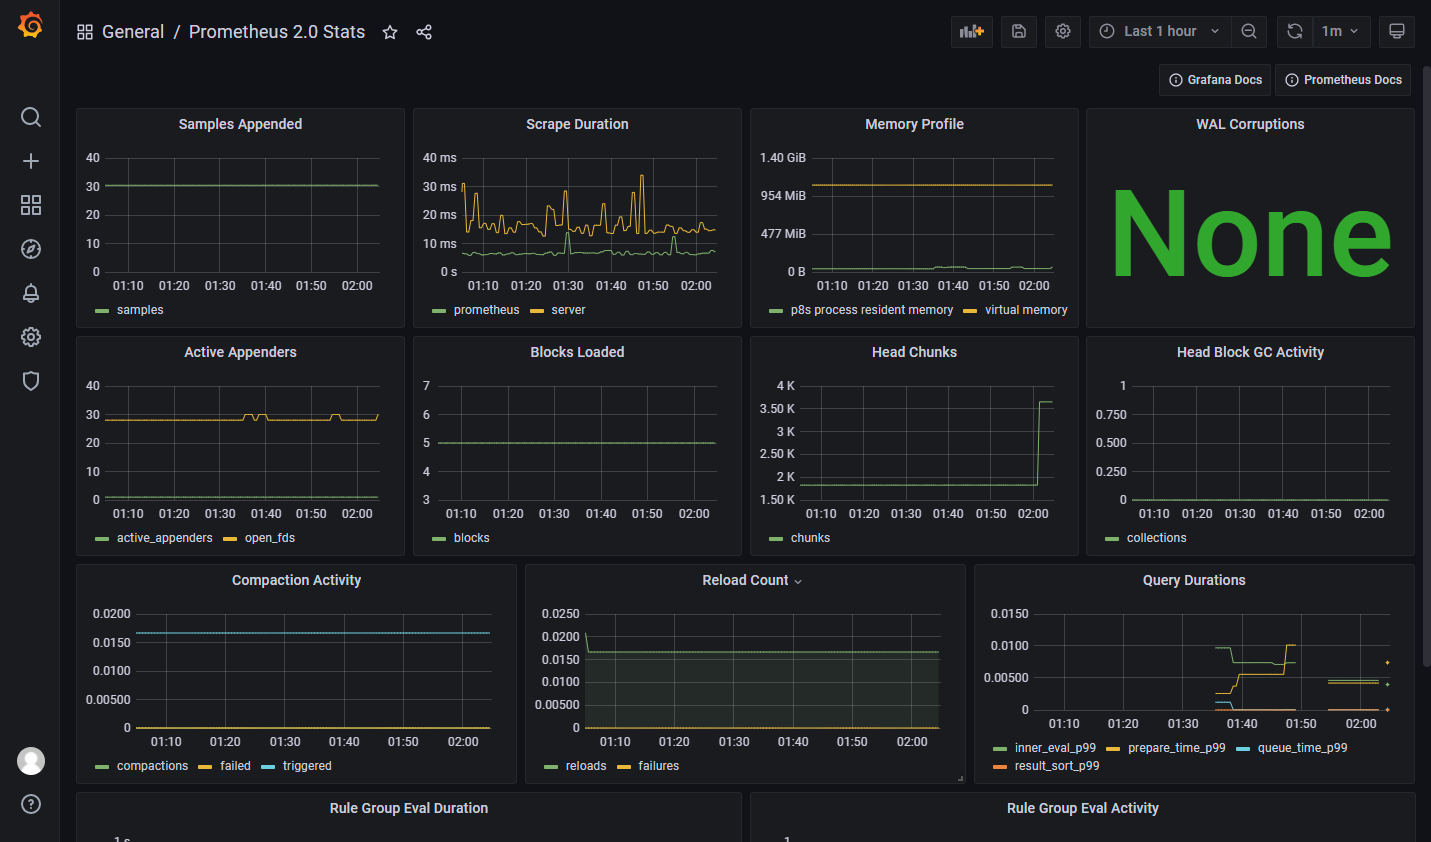 General / Prometheus 2.0 Stats
Last 1 hour
1m
Grafana Docs
Prometheus Docs
Samples Appended
40
30
20
10
0
01:10 01:20 01:30 01:40 01:50 02:00
samples
Scrape Duration
40 ms
30 ms
20 ms
10 ms
0 s
01:10 01:20 01:30 01:40 01:50 02:00
prometheus server
Memory Profile
1.40 GiB
954 MiB
477 MiB
0 B
01:10 01:20 01:30 01:40 01:50 02:00
p8s process resident memory virtual memory
WAL Corruptions
None
Active Appenders
40
30
20
10
0
01:10 01:20 01:30 01:40 01:50 02:00
active_appenders open_fds
Blocks Loaded
7
6
5
4
3
01:10 01:20 01:30 01:40 01:50 02:00
blocks
Head Chunks
4 K
3.50 K
3 K
2.50 K
2 K
1.50 K
01:10 01:20 01:30 01:40 01:50 02:00
chunks
Head Block GC Activity
1
0.750
0.500
0.250
0
01:10 01:20 01:30 01:40 01:50 02:00
collections
Compaction Activity
0.0200
0.0150
0.0100
0.00500
0
01:10 01:20 01:30 01:40 01:50 02:00
compactions failed triggered
Reload Count
0.0250
0.0200
0.0150
0.0100
0.00500
0
01:10 01:20 01:30 01:40 01:50 02:00
reloads failures
Query Durations
0.0150
0.0100
0.00500
0
01:10 01:20 01:30 01:40 01:50 02:00
inner_eval_p99 prepare_time_p99 queue_time_p99
result_sort_p99
Rule Group Eval Duration
1 s
Rule Group Eval Activity
1